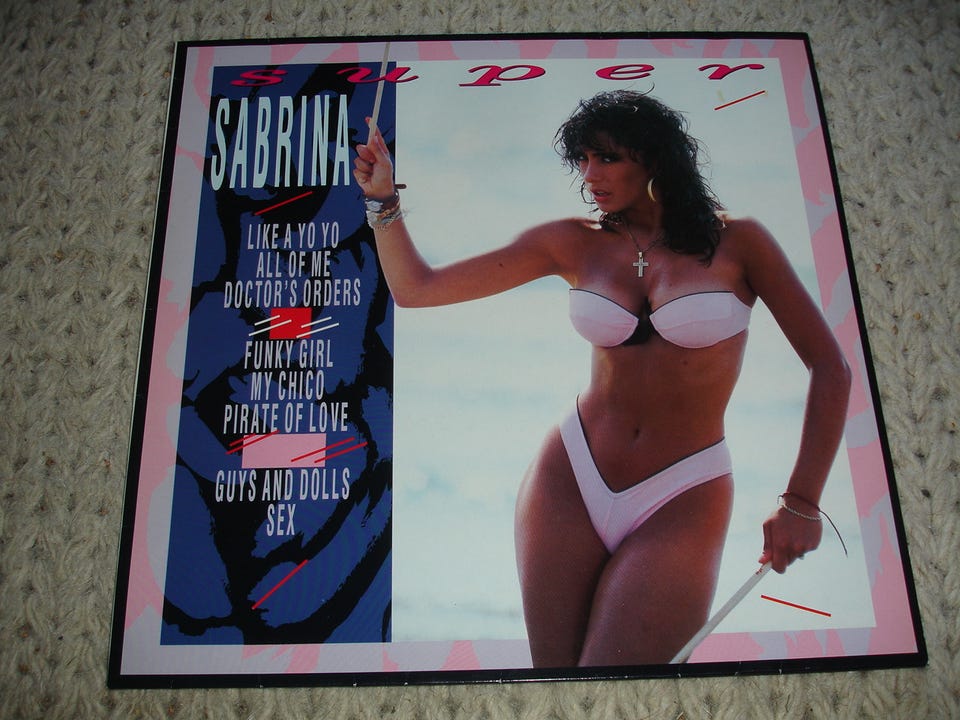 super
SABRINA
LIKE A YO YO
ALL OF ME
DOCTOR'S ORDERS
FUNKY GIRL
MY CHICO
PIRATE OF LOVE
GUYS AND DOLLS
SEX